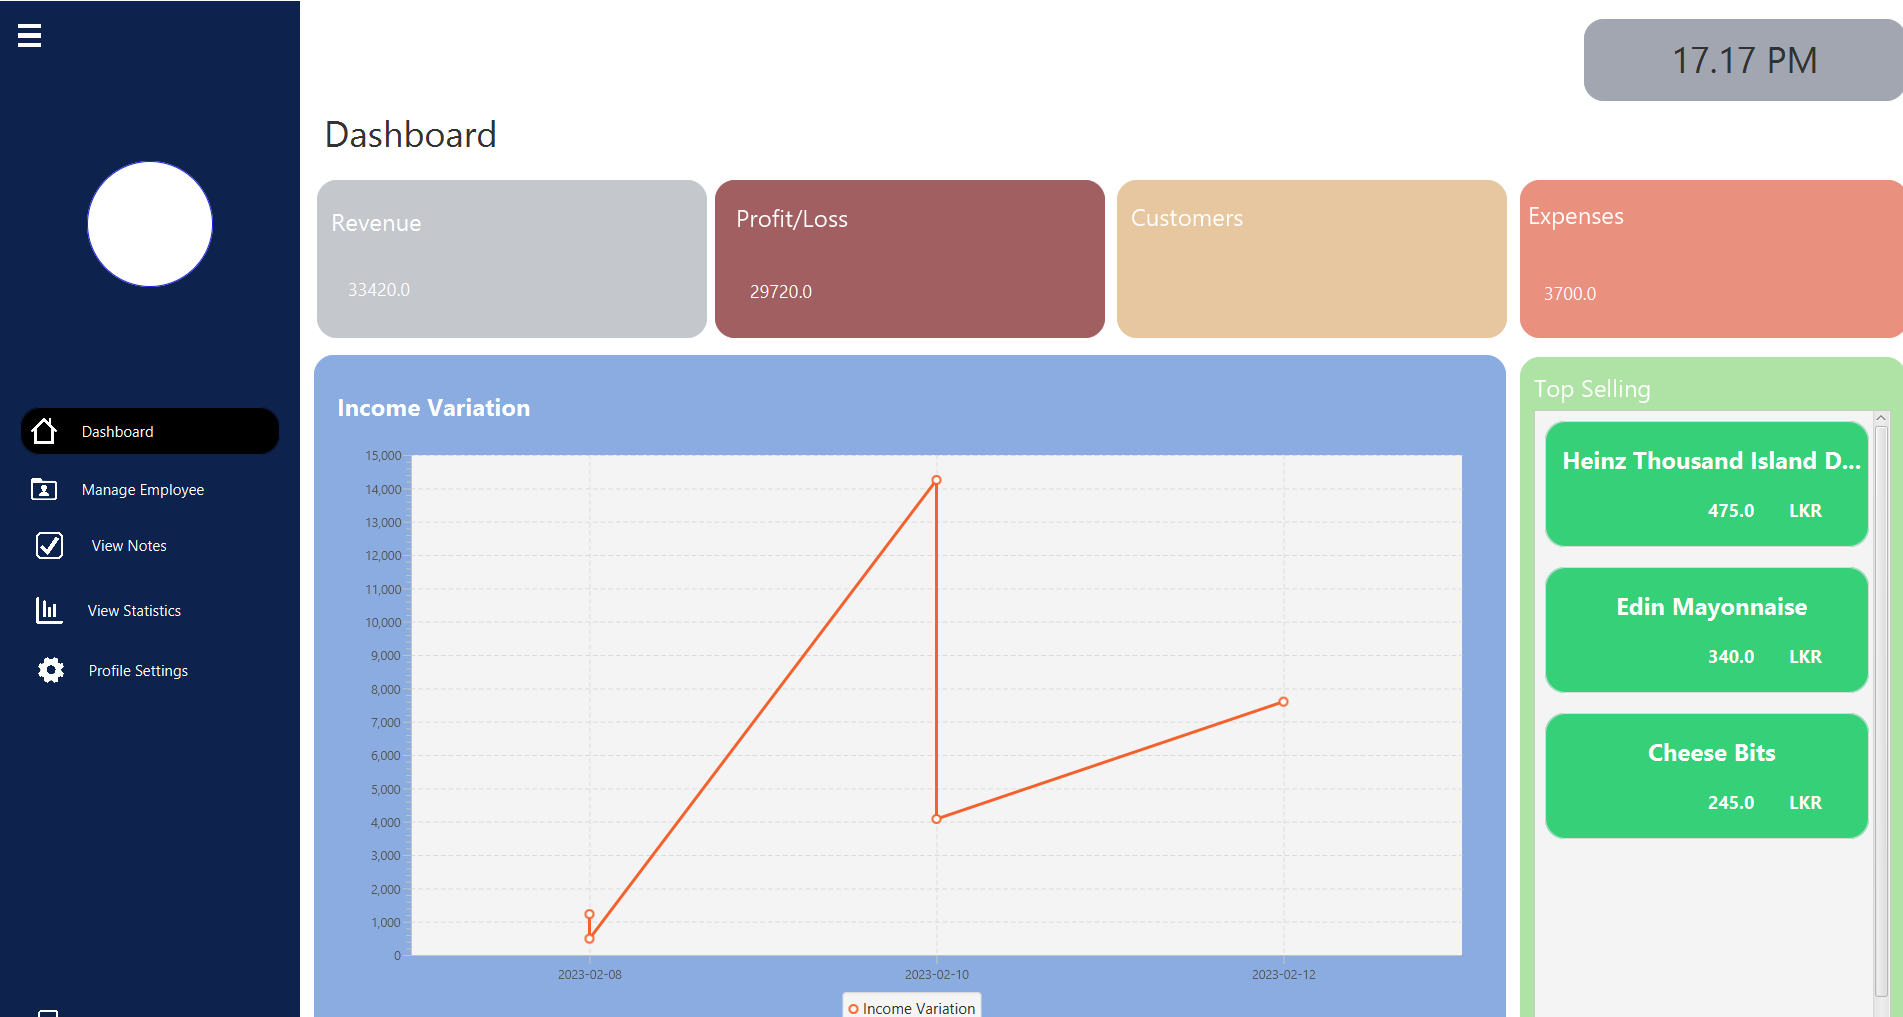 17.17 PM
Dashboard
Revenue
33420.0
Profit/Loss
29720.0
Customers
Expenses
3700.0
Dashboard
Manage Employee
View Notes
View Statistics
Profile Settings
Income Variation
15,000
14,000
13,000
12,000
11,000
10,000
9,000
8,000
7,000
6,000
5,000
4,000
3,000
2,000
1,000
0
2023-02-08 2023-02-10 2023-02-12
Income Variation
Top Selling
Heinz Thousand Island D...
475.0 LKR
Edin Mayonnaise
340.0 LKR
Cheese Bits
245.0 LKR